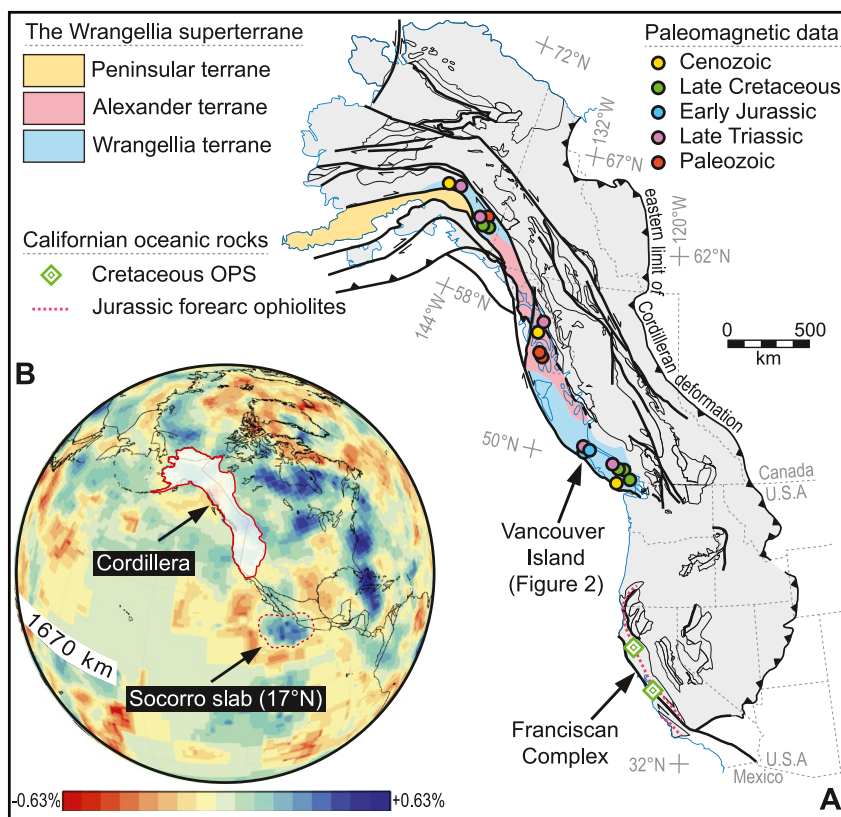 The Wrangellia superterrane
Peninsular terrane
Alexander terrane
Wrangellia terrane
Californian oceanic rocks
Cretaceous OPS
Jurassic forearc ophiolites
Paleomagnetic data
Cenozoic
Late Cretaceous
Early Jurassic
Late Triassic
Paleozoic
72°N
132°W
67°N
120°W
62°N
eastern limit of
Cordilleran deformation
144°W
58°N
0 500
km
50°N
Canada
U.S.A
Vancouver
Island
(Figure 2)
Franciscan
Complex
32°N
U.S.A
Mexico
A
B
Cordillera
1670 km
Socorro slab (17°N)
-0.63%
+0.63%